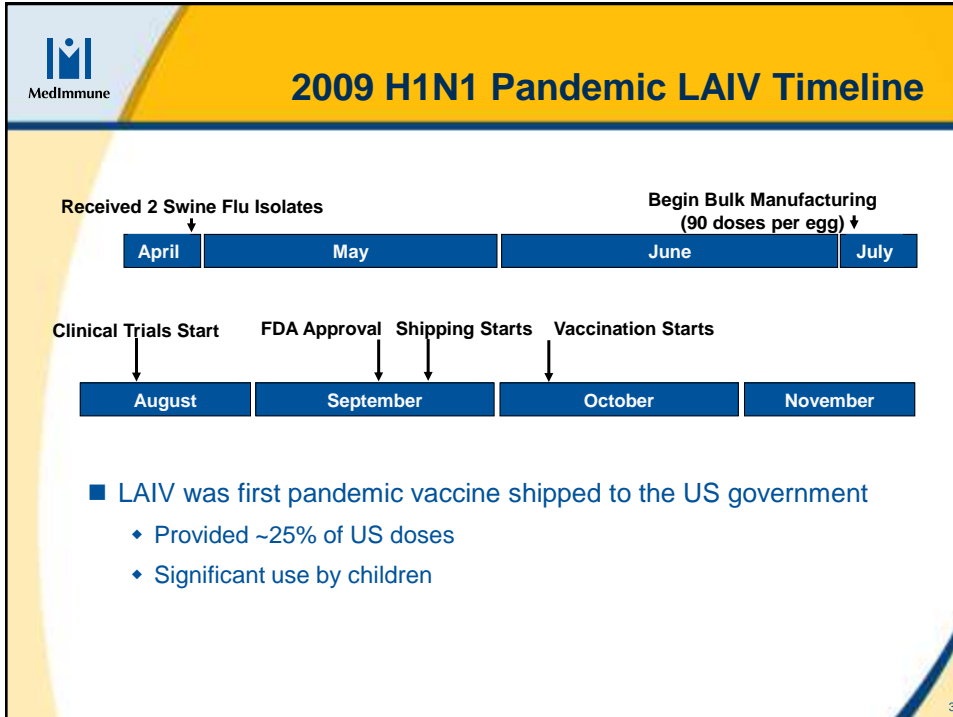 MedImmune
2009 H1N1 Pandemic LAIV Timeline
Received 2 Swine Flu Isolates
Begin Bulk Manufacturing
(90 doses per egg)
April May June July
Clinical Trials Start FDA Approval Shipping Starts Vaccination Starts
August September October November
LAIV was first pandemic vaccine shipped to the US government
Provided ~25% of US doses
Significant use by children
3